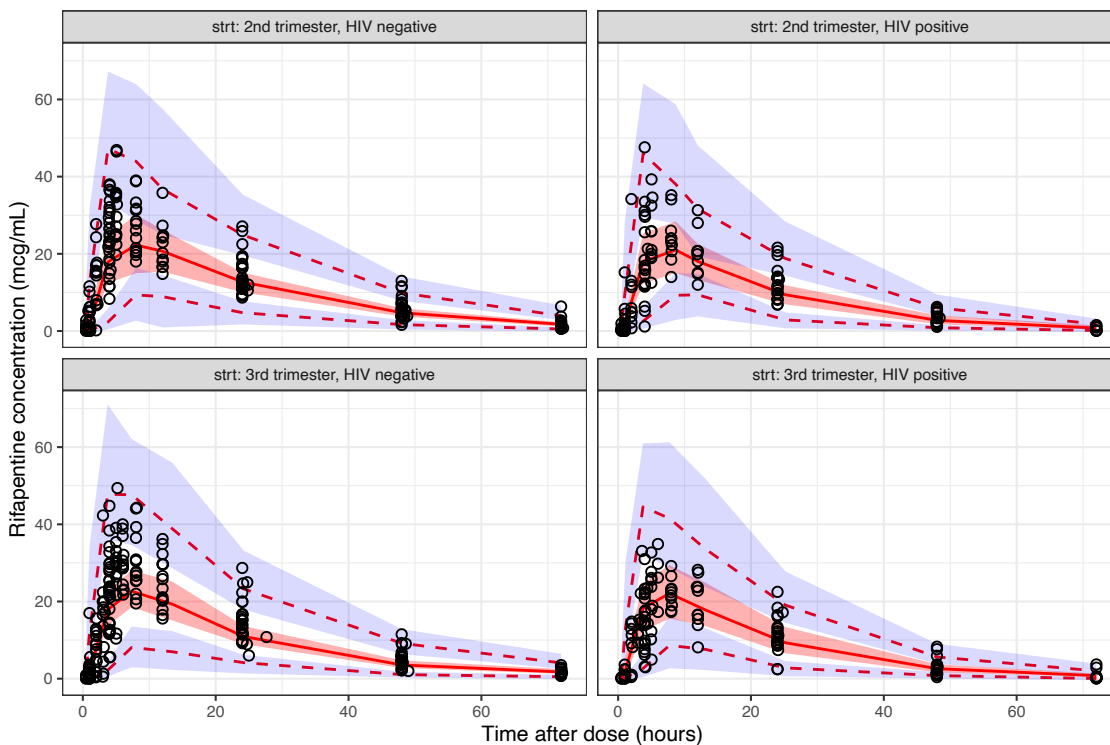 strt: 2nd trimester, HIV negative
strt: 2nd trimester, HIV positive
60
40
20
0
strt: 3rd trimester, HIV negative
strt: 3rd trimester, HIV positive
60
40
20
0
0 20 40 60
0 20 40 60
Time after dose (hours)
Rifapentine concentration (mcg/mL)